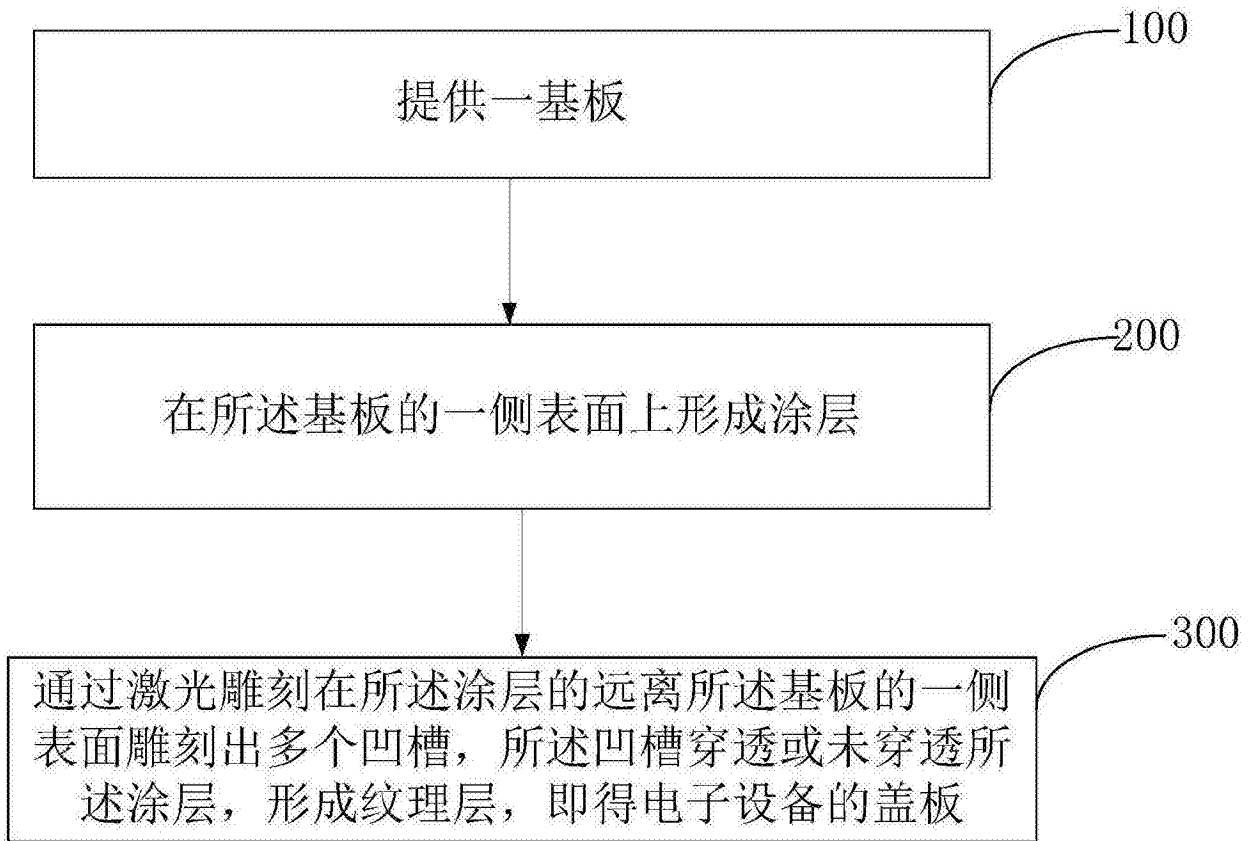 100
提供一基板
200
在所述基板的一侧表面上形成涂层
300
通过激光雕刻在所述涂层的远离所述基板的一侧
表面雕刻出多个凹槽，所述凹槽穿透或未穿透所
述涂层，形成纹理层，即得电子设备的盖板